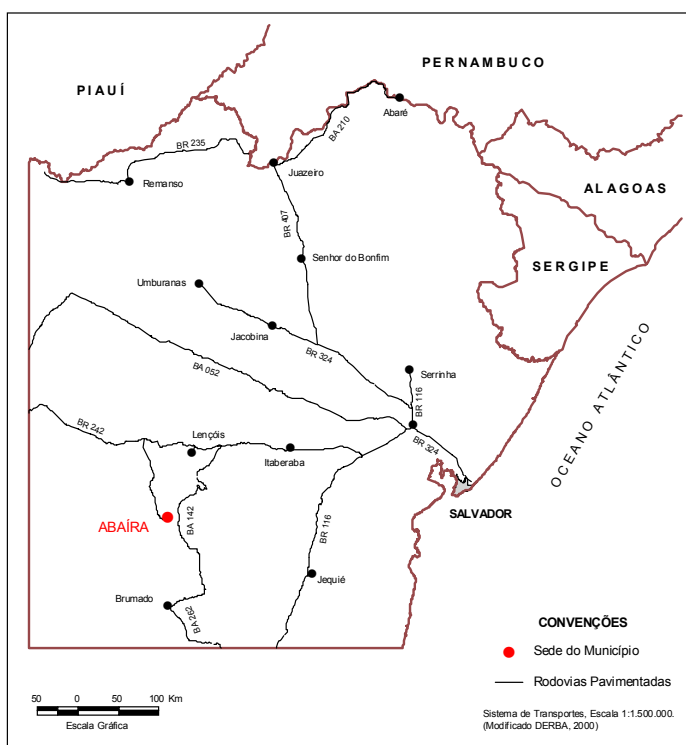 PERNAMBUCO
PIAUÍ
Abaré
BA 210
BR 235
Juazeiro
Remanso
ALAGOAS
BR 407
Senhor do Bonfim
SERGIPE
Umburanas
Jacobina
BR 324
OCEANO ATLÂNTICO
BA 052
Serrinha
BR 116
BR 242
Lençóis
BR 324
Itaberaba
SALVADOR
ABAÍRA
BA 142
BR 116
Jequié
Brumado
BA 262
CONVENÇÕES
Sede do Município
Rodovias Pavimentadas
50 0 50 100 Km
Escala Gráfica
Sistema de Transportes, Escala 1:1.500.000.
(Modificado DERBA, 2000)